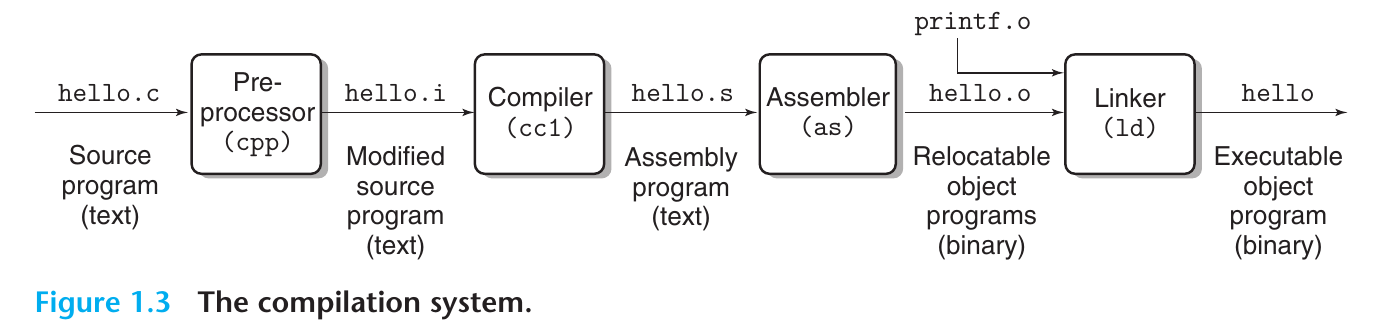 printf.o
hello.c
Pre-
processor
(cpp)
hello.i
Compiler
(cc1)
hello.s
Assembler
(as)
hello.o
Linker
(ld)
hello
Source
program
(text)
Modified
source
program
(text)
Assembly
program
(text)
Relocatable
object
programs
(binary)
Executable
object
program
(binary)
Figure 1.3 The compilation system.